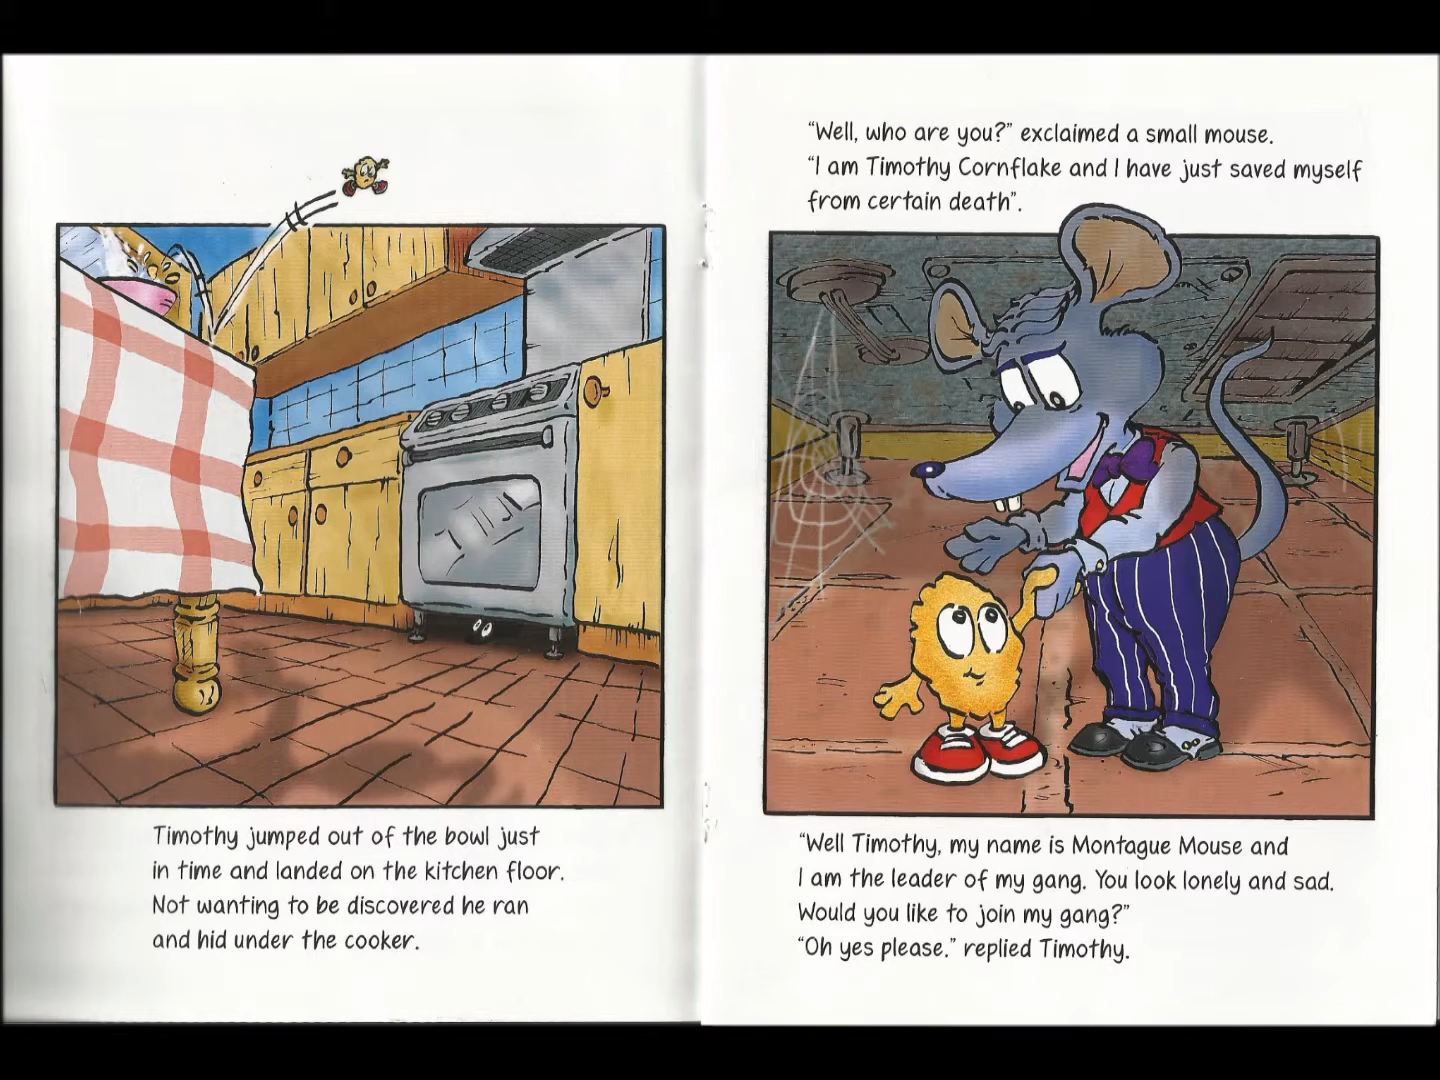 Timothy jumped out of the bowl just
in time and landed on the kitchen floor.
Not wanting to be discovered he ran
and hid under the cooker.
“Well, who are you?” exclaimed a small mouse.
“I am Timothy Cornflake and I have just saved myself
from certain death”.
“Well Timothy, my name is Montague Mouse and
I am the leader of my gang. You look lonely and sad.
Would you like to join my gang?”
“Oh yes please.” replied Timothy.